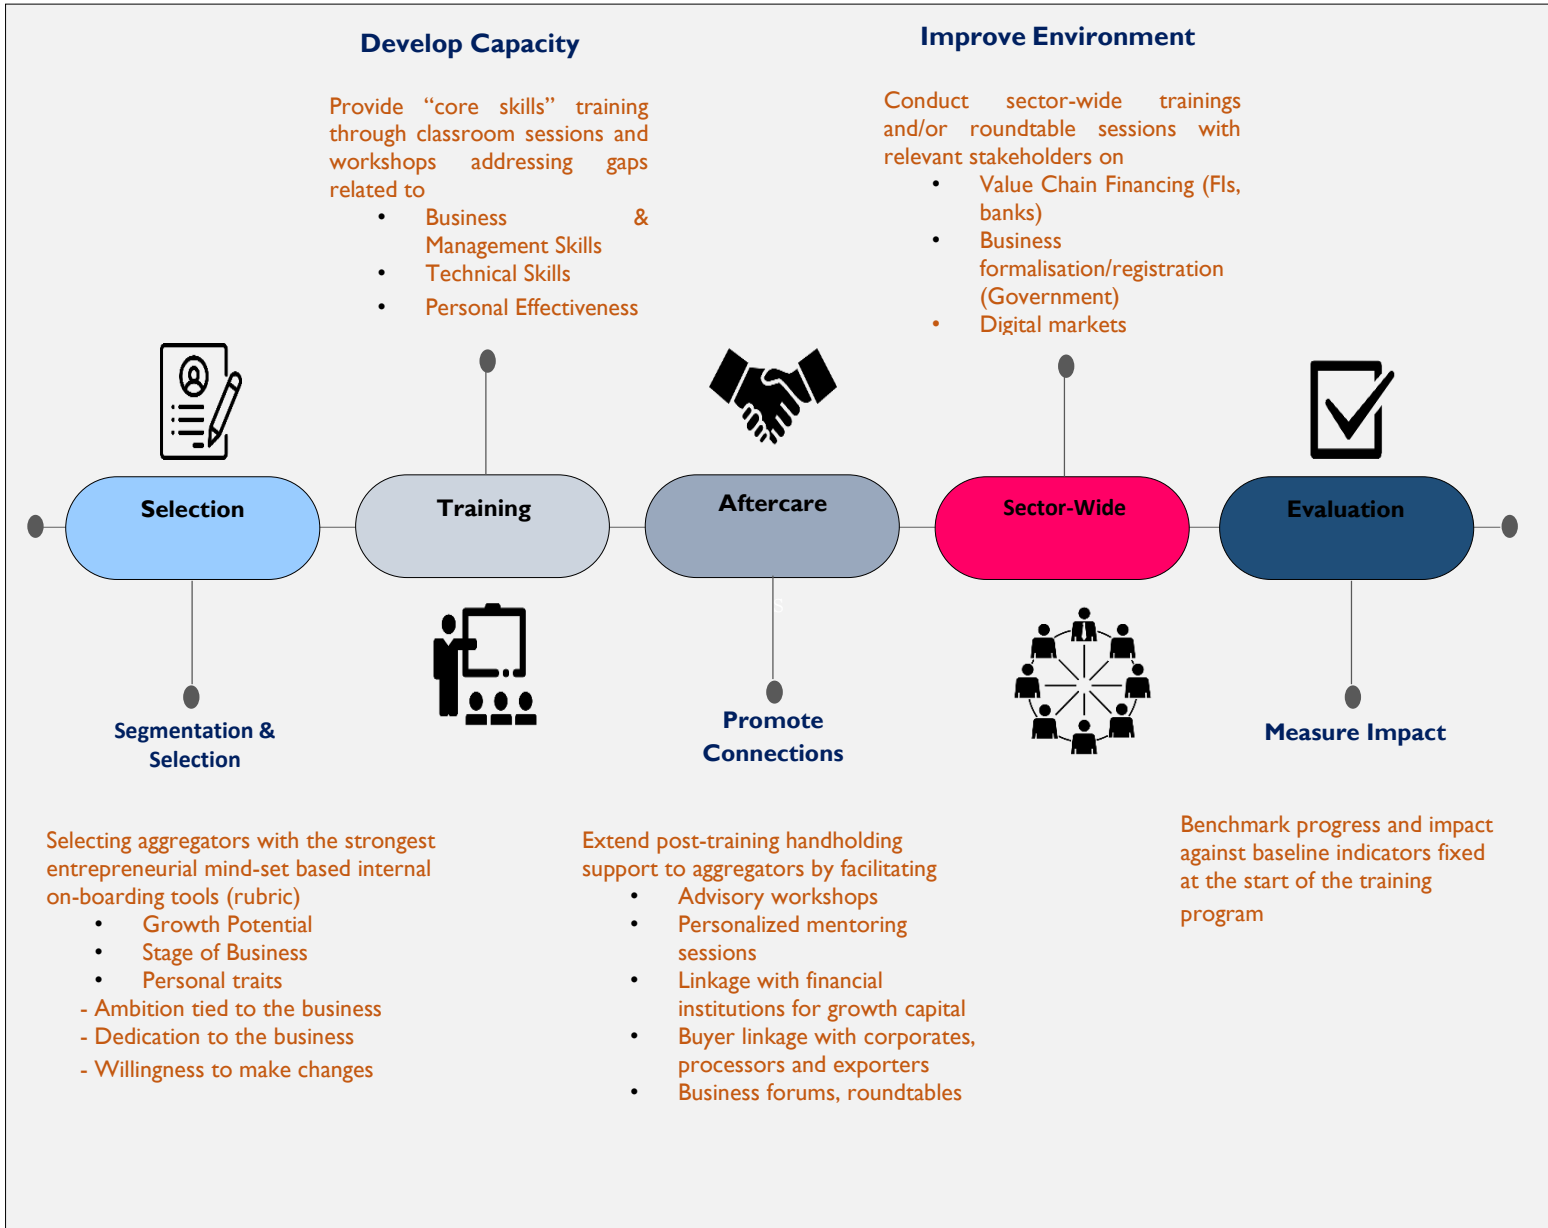 Develop Capacity
Provide “core skills” training
through classroom sessions and
workshops addressing gaps
related to
• Business &
Management Skills
• Technical Skills
• Personal Effectiveness
Improve Environment
Conduct sector-wide trainings
and/or roundtable sessions with
relevant stakeholders on
• Value Chain Financing (FIs,
banks)
• Business
formalisation/registration
(Government)
• Digital markets
Selection
Training
Aftercare
Sector-Wide
Evaluation
s
Segmentation &
Selection
Selecting aggregators with the strongest
entrepreneurial mind-set based internal
on-boarding tools (rubric)
• Growth Potential
• Stage of Business
• Personal traits
- Ambition tied to the business
- Dedication to the business
- Willingness to make changes
Promote
Connections
Extend post-training handholding
support to aggregators by facilitating
• Advisory workshops
• Personalized mentoring
sessions
• Linkage with financial
institutions for growth capital
• Buyer linkage with corporates,
processors and exporters
• Business forums, roundtables
Measure Impact
Benchmark progress and impact
against baseline indicators fixed
at the start of the training
program